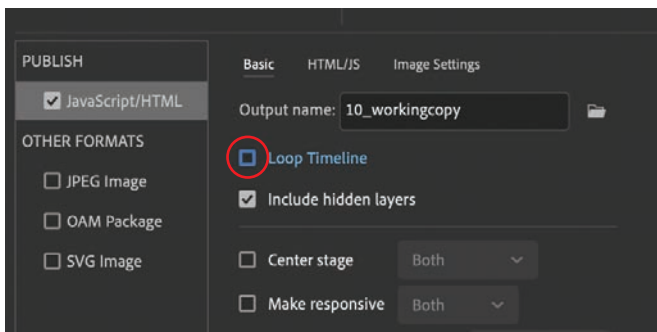 PUBLISH
JavaScript/HTML
OTHER FORMATS
JPEG Image
OAM Package
SVG Image
Basic HTML/JS Image Settings
Output name: 10_workingcopy
Loop Timeline
Include hidden layers
Center stage Both
Make responsive Both